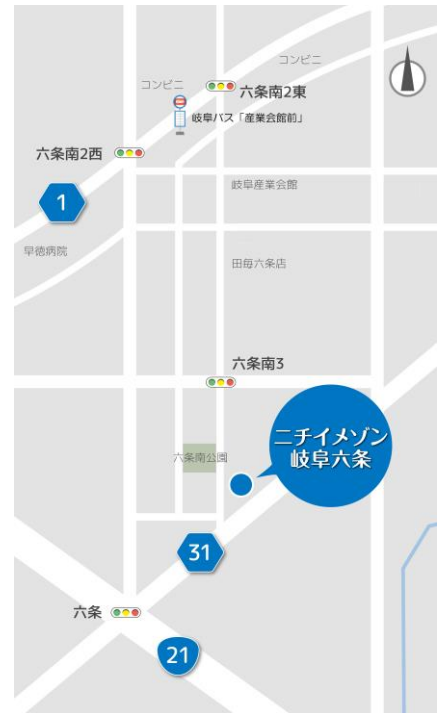 コンビニ
コンビニ
六条南2東
岐阜バス「産業会館前」
六条南2西
1
岐阜産業会館
早徳病院
田毎六条店
六条南3
ニチイメゾン
岐阜六条
六条南公園
31
六条
21